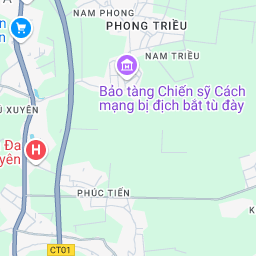 NAM PHONG
PHONG TRIỀU
NAM TRIỀU
Bảo tàng Chiến sỹ Cách
mạng bị địch bắt tù đày
XUYÊN
Đa
PHÚC TIẾN
K
CT01